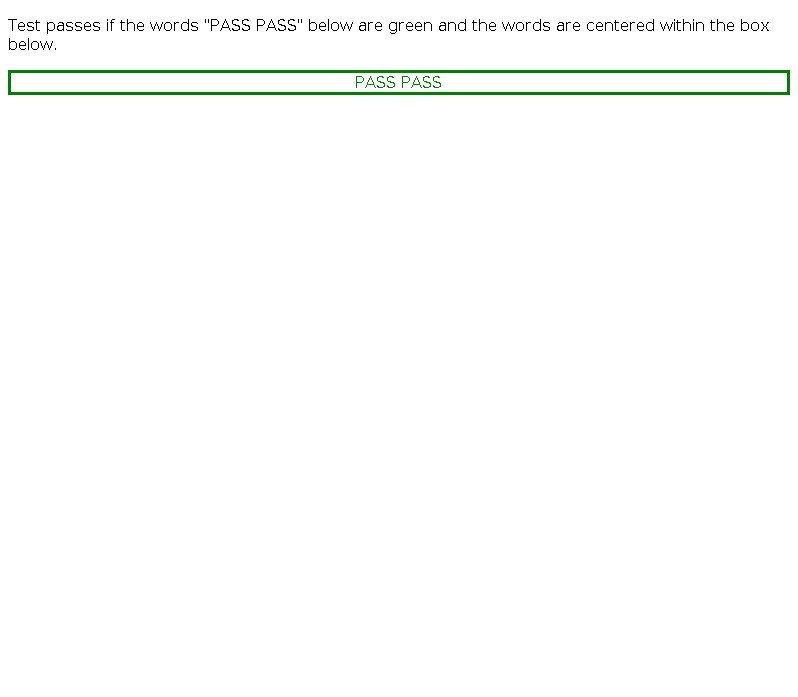 Test passes if the words "PASS PASS" below are green and the words are centered within the box
below.
PASS PASS